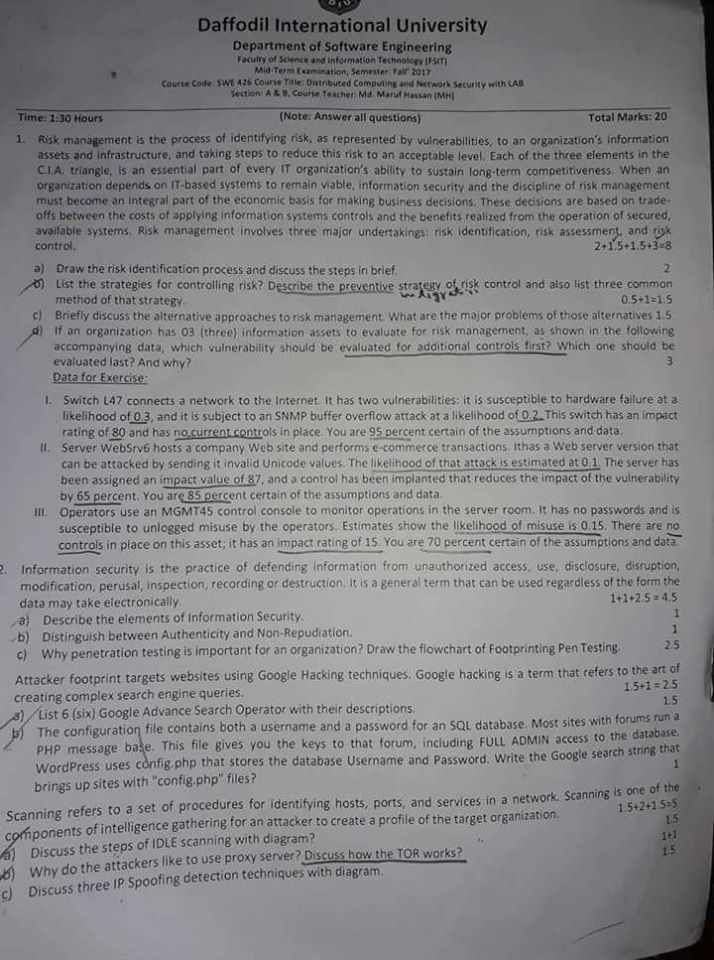 Daffodil International University
Department of Software Engineering
Faculty of Science and Information Technology (FSIT)
Mid-Term Examination, Semester: Fall' 2017
Course Code: SWE 426 Course Title: Distributed Computing and Network Security with LAB
Section: A & B, Course Teacher: Md. Maruf Hassan (MH)
Time: 1:30 Hours (Note: Answer all questions) Total Marks: 20
1. Risk management is the process of identifying risk, as represented by vulnerabilities, to an organization's information
assets and infrastructure, and taking steps to reduce this risk to an acceptable level. Each of the three elements in the
C.I.A. triangle, is an essential part of every IT organization's ability to sustain long-term competitiveness. When an
organization depends on IT-based systems to remain viable, information security and the discipline of risk management
must become an integral part of the economic basis for making business decisions. These decisions are based on trade-
offs between the costs of applying information systems controls and the benefits realized from the operation of secured,
available systems. Risk management involves three major undertakings: risk identification, risk assessment, and risk
control. 2+1.5+1.5+3=8
a) Draw the risk identification process and discuss the steps in brief. 2
b) List the strategies for controlling risk? Describe the preventive strategy of risk control and also list three common
method of that strategy. 0.5+1=1.5
c) Briefly discuss the alternative approaches to risk management. What are the major problems of those alternatives 1.5
d) If an organization has 03 (three) information assets to evaluate for risk management, as shown in the following
accompanying data, which vulnerability should be evaluated for additional controls first? Which one should be
evaluated last? And why? 3
Data for Exercise:
I. Switch L47 connects a network to the Internet. It has two vulnerabilities: it is susceptible to hardware failure at a
likelihood of 0.3, and it is subject to an SNMP buffer overflow attack at a likelihood of 0.2. This switch has an impact
rating of 80 and has no current controls in place. You are 95 percent certain of the assumptions and data.
II. Server WebSrv6 hosts a company Web site and performs e-commerce transactions. Ithas a Web server version that
can be attacked by sending it invalid Unicode values. The likelihood of that attack is estimated at 0.1. The server has
been assigned an impact value of 87, and a control has been implanted that reduces the impact of the vulnerability
by 65 percent. You are 85 percent certain of the assumptions and data.
III. Operators use an MGMT45 control console to monitor operations in the server room. It has no passwords and is
susceptible to unlogged misuse by the operators. Estimates show the likelihood of misuse is 0.15. There are no
controls in place on this asset; it has an impact rating of 15. You are 70 percent certain of the assumptions and data.
2. Information security is the practice of defending information from unauthorized access, use, disclosure, disruption,
modification, perusal, inspection, recording or destruction. It is a general term that can be used regardless of the form the
data may take electronically. 1+1+2.5 = 4.5
a) Describe the elements of Information Security. 1
b) Distinguish between Authenticity and Non-Repudiation. 1
c) Why penetration testing is important for an organization? Draw the flowchart of Footprinting Pen Testing. 2.5
Attacker footprint targets websites using Google Hacking techniques. Google hacking is a term that refers to the art of
creating complex search engine queries. 1.5+1 = 2.5
a) List 6 (six) Google Advance Search Operator with their descriptions. 1.5
b) The configuration file contains both a username and a password for an SQL database. Most sites with forums run a
PHP message base. This file gives you the keys to that forum, including FULL ADMIN access to the database.
WordPress uses config.php that stores the database Username and Password. Write the Google search string that
brings up sites with "config.php" files? 1
Scanning refers to a set of procedures for identifying hosts, ports, and services in a network. Scanning is one of the
components of intelligence gathering for an attacker to create a profile of the target organization. 1.5+2+1.5=5
a) Discuss the steps of IDLE scanning with diagram? 1.5
b) Why do the attackers like to use proxy server? Discuss how the TOR works? 1+1
c) Discuss three IP Spoofing detection techniques with diagram. 1.5